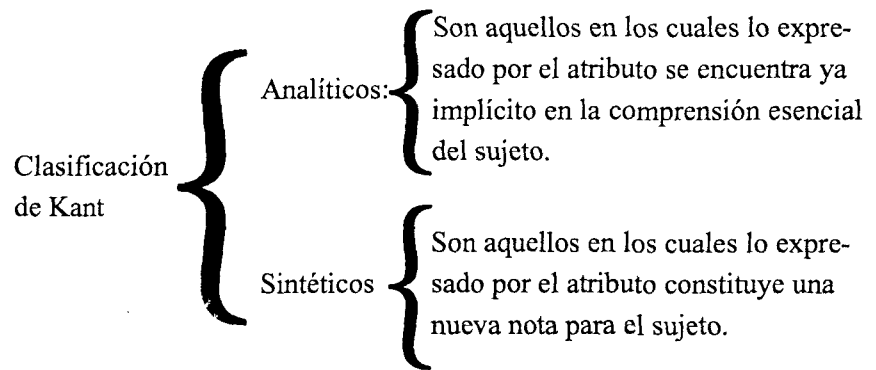 Clasificación
de Kant
Analíticos:
Son aquellos en los cuales lo expre-
sado por el atributo se encuentra ya
implícito en la comprensión esencial
del sujeto.
Sintéticos
Son aquellos en los cuales lo expre-
sado por el atributo constituye una
nueva nota para el sujeto.